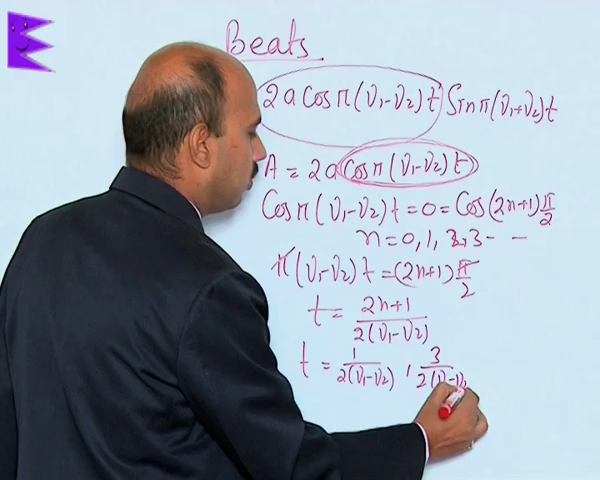 Beats
2a Cos π(ν₁-ν₂)t Sin π(ν₁+ν₂)t
A = 2a Cos π(ν₁-ν₂)t
Cos π(ν₁-ν₂)t = 0 = Cos(2n+1)π/2
n = 0, 1, 2, 3 - -
π(ν₁-ν₂)t = (2n+1)π/2
t = 2n+1/2(ν₁-ν₂)
t = 1/2(ν₁-ν₂) , 3/2(ν₁-ν₂